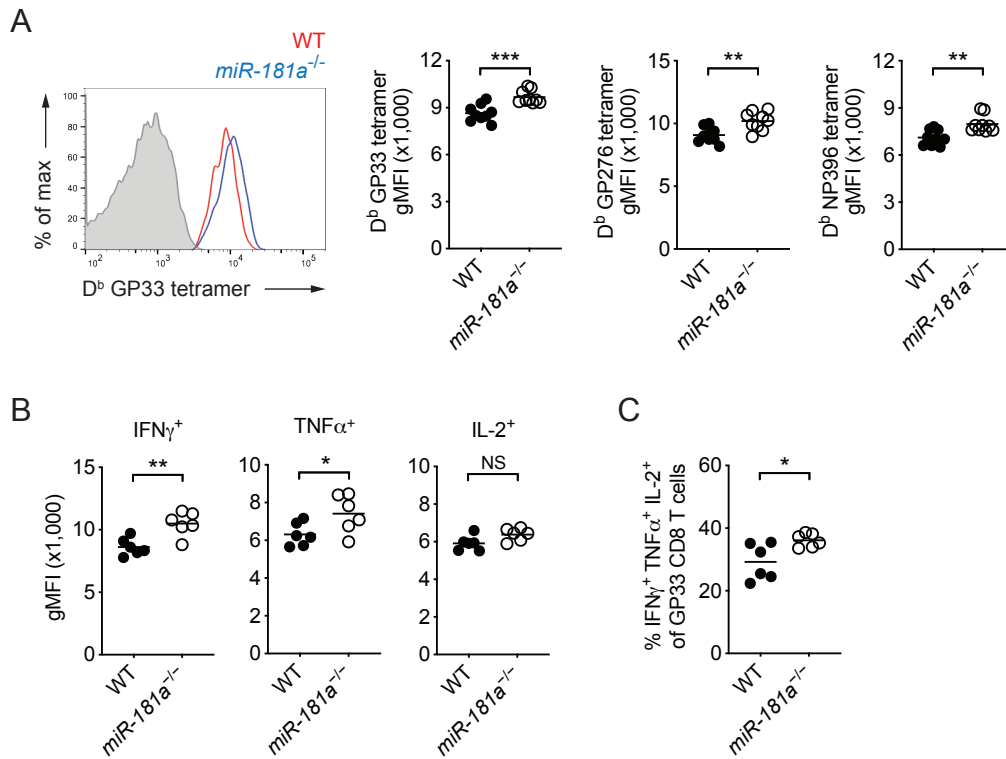 A
WT
miR-181a⁻/⁻
% of max
100
80
60
40
20
0
10² 10³ 10⁴ 10⁵
Dᵇ GP33 tetramer
Dᵇ GP33 tetramer
gMFI (x1,000)
12
9
6
3
0
***
WT
miR-181a⁻/⁻
Dᵇ GP276 tetramer
gMFI (x1,000)
15
10
5
0
**
WT
miR-181a⁻/⁻
Dᵇ NP396 tetramer
gMFI (x1,000)
12
9
6
3
0
**
WT
miR-181a⁻/⁻
B
gMFI (x1,000)
IFNγ⁺
15
10
5
0
**
WT
miR-181a⁻/⁻
TNFα⁺
10
8
6
4
2
0
*
WT
miR-181a⁻/⁻
IL-2⁺
10
8
6
4
2
0
NS
WT
miR-181a⁻/⁻
C
% IFNγ⁺ TNFα⁺ IL-2⁺
of GP33 CD8 T cells
60
40
20
0
*
WT
miR-181a⁻/⁻